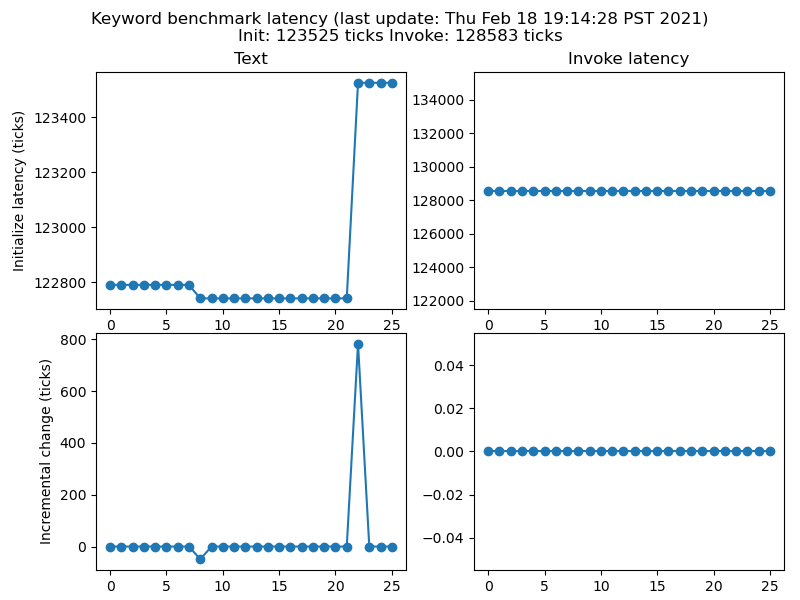 Keyword benchmark latency (last update: Thu Feb 18 19:14:28 PST 2021)
Init: 123525 ticks Invoke: 128583 ticks
Text
Initialize latency (ticks)
123400
123200
123000
122800
0 5 10 15 20 25
Invoke latency
134000
132000
130000
128000
126000
124000
122000
0 5 10 15 20 25
Incremental change (ticks)
800
600
400
200
0
0 5 10 15 20 25
0.04
0.02
0.00
−0.02
−0.04
0 5 10 15 20 25